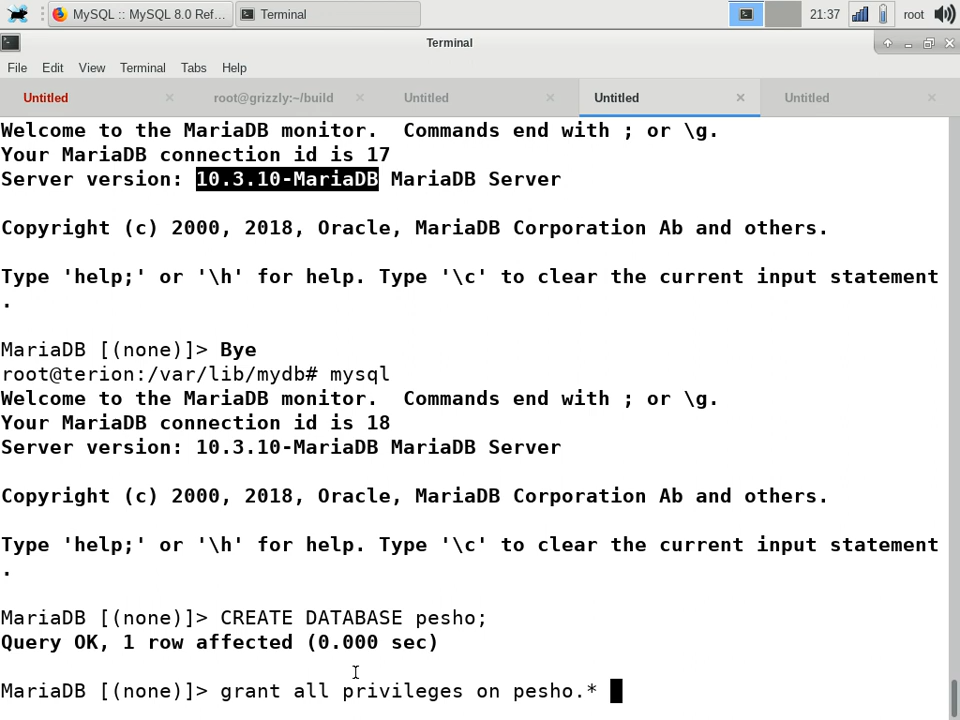 MySQL :: MySQL 8.0 Ref... Terminal 21:37 root
Terminal
File Edit View Terminal Tabs Help
Untitled root@grizzly:~/build Untitled Untitled Untitled
Welcome to the MariaDB monitor.  Commands end with ; or \g.
Your MariaDB connection id is 17
Server version: 10.3.10-MariaDB MariaDB Server
Copyright (c) 2000, 2018, Oracle, MariaDB Corporation Ab and others.
Type 'help;' or '\h' for help. Type '\c' to clear the current input statement
.
MariaDB [(none)]> Bye
root@terion:/var/lib/mydb# mysql
Welcome to the MariaDB monitor.  Commands end with ; or \g.
Your MariaDB connection id is 18
Server version: 10.3.10-MariaDB MariaDB Server
Copyright (c) 2000, 2018, Oracle, MariaDB Corporation Ab and others.
Type 'help;' or '\h' for help. Type '\c' to clear the current input statement
.
MariaDB [(none)]> CREATE DATABASE pesho;
Query OK, 1 row affected (0.000 sec)
MariaDB [(none)]> grant all privileges on pesho.*